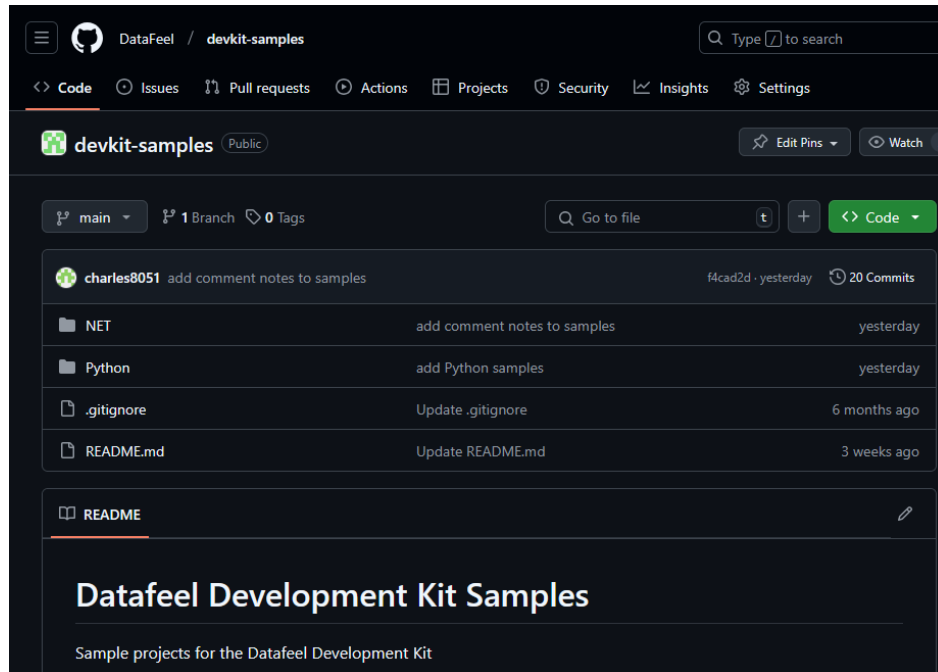 DataFeel / devkit-samples
Type / to search
Code Issues Pull requests Actions Projects Security Insights Settings
devkit-samples Public
Edit Pins Watch
main 1 Branch 0 Tags
Go to file t
Code
charles8051 add comment notes to samples f4cad2d · yesterday 20 Commits
NET add comment notes to samples yesterday
Python add Python samples yesterday
.gitignore Update .gitignore 6 months ago
README.md Update README.md 3 weeks ago
README
Datafeel Development Kit Samples
Sample projects for the Datafeel Development Kit